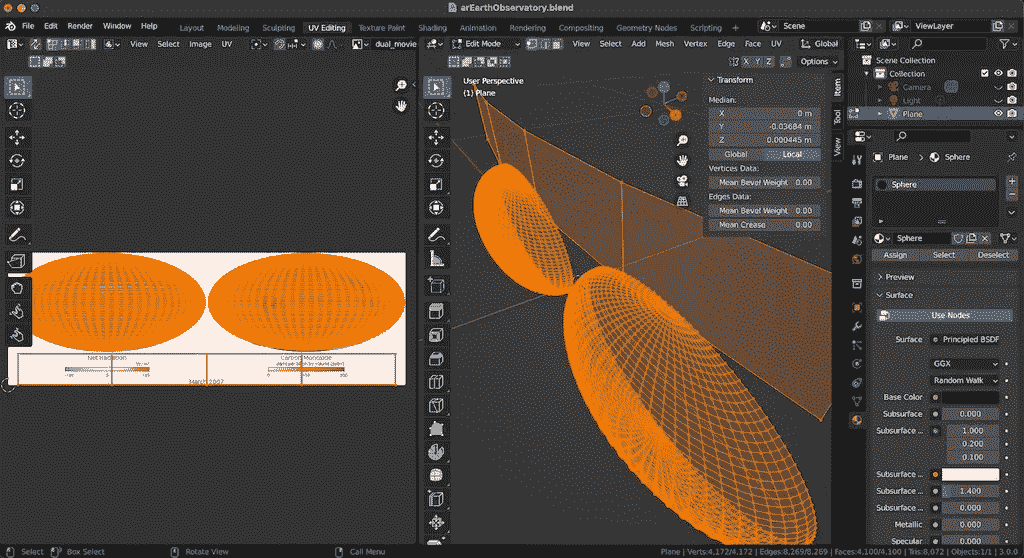 arEarthObservatory.blend
File Edit Render Window Help Layout Modeling Sculpting UV Editing Texture Paint Shading Animation Rendering Compositing Geometry Nodes Scripting + Scene ViewLayer
View Select Image UV dual_movie
Edit Mode View Select Add Mesh Vertex Edge Face UV Global
X Y Z Options
User Perspective
(1) Plane
Transform
Median:
X 0 m
Y -0.03684 m
Z 0.000445 m
Global Local
Vertices Data:
Mean Bevel Weight 0.00
Edges Data:
Mean Bevel Weight 0.00
Mean Crease 0.00
Item
Tool
View
Net Radiation
Carbon Monoxide
March 2007
Scene Collection
Collection
Camera
Light
Plane
Plane Sphere
Sphere
Sphere
Assign Select Deselect
Preview
Surface
Use Nodes
Surface Principled BSDF
GGX
Random Walk
Base Color
Subsurface 0.000
Subsurface ... 1.000
0.200
0.100
Subsurface ...
Subsurface ... 1.400
Subsurface ... 0.000
Metallic 0.000
Specular 0.000
Select Box Select Rotate View Call Menu
Plane | Verts:4,172/4,172 | Edges:8,269/8,269 | Faces:4,100/4,100 | Tris:8,072 | Objects:1/1 | 3.0.0